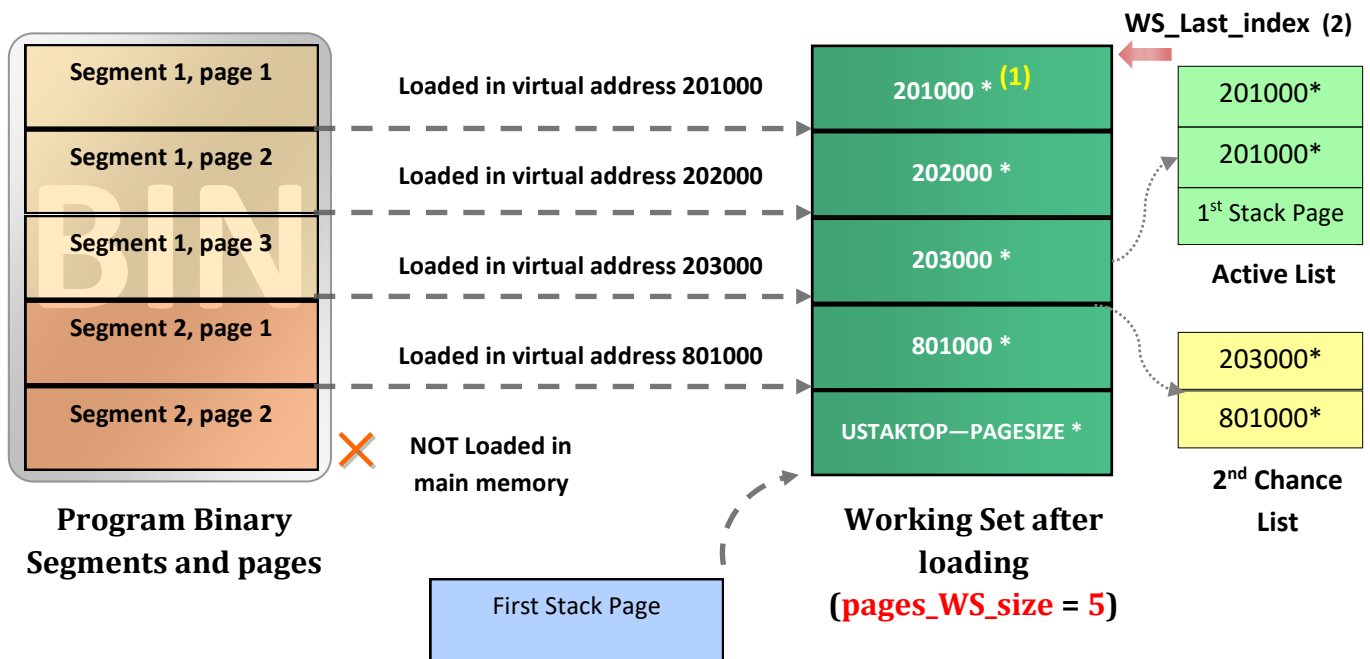 WS_Last_index (2)
Segment 1, page 1
Segment 1, page 2
Segment 1, page 3
Segment 2, page 1
Segment 2, page 2
BIN
Program Binary
Segments and pages
Loaded in virtual address 201000
Loaded in virtual address 202000
Loaded in virtual address 203000
Loaded in virtual address 801000
NOT Loaded in
main memory
First Stack Page
201000 * (1)
202000 *
203000 *
801000 *
USTAKTOP—PAGESIZE *
Working Set after
loading
(pages_WS_size = 5)
201000*
201000*
1st Stack Page
Active List
203000*
801000*
2nd Chance
List